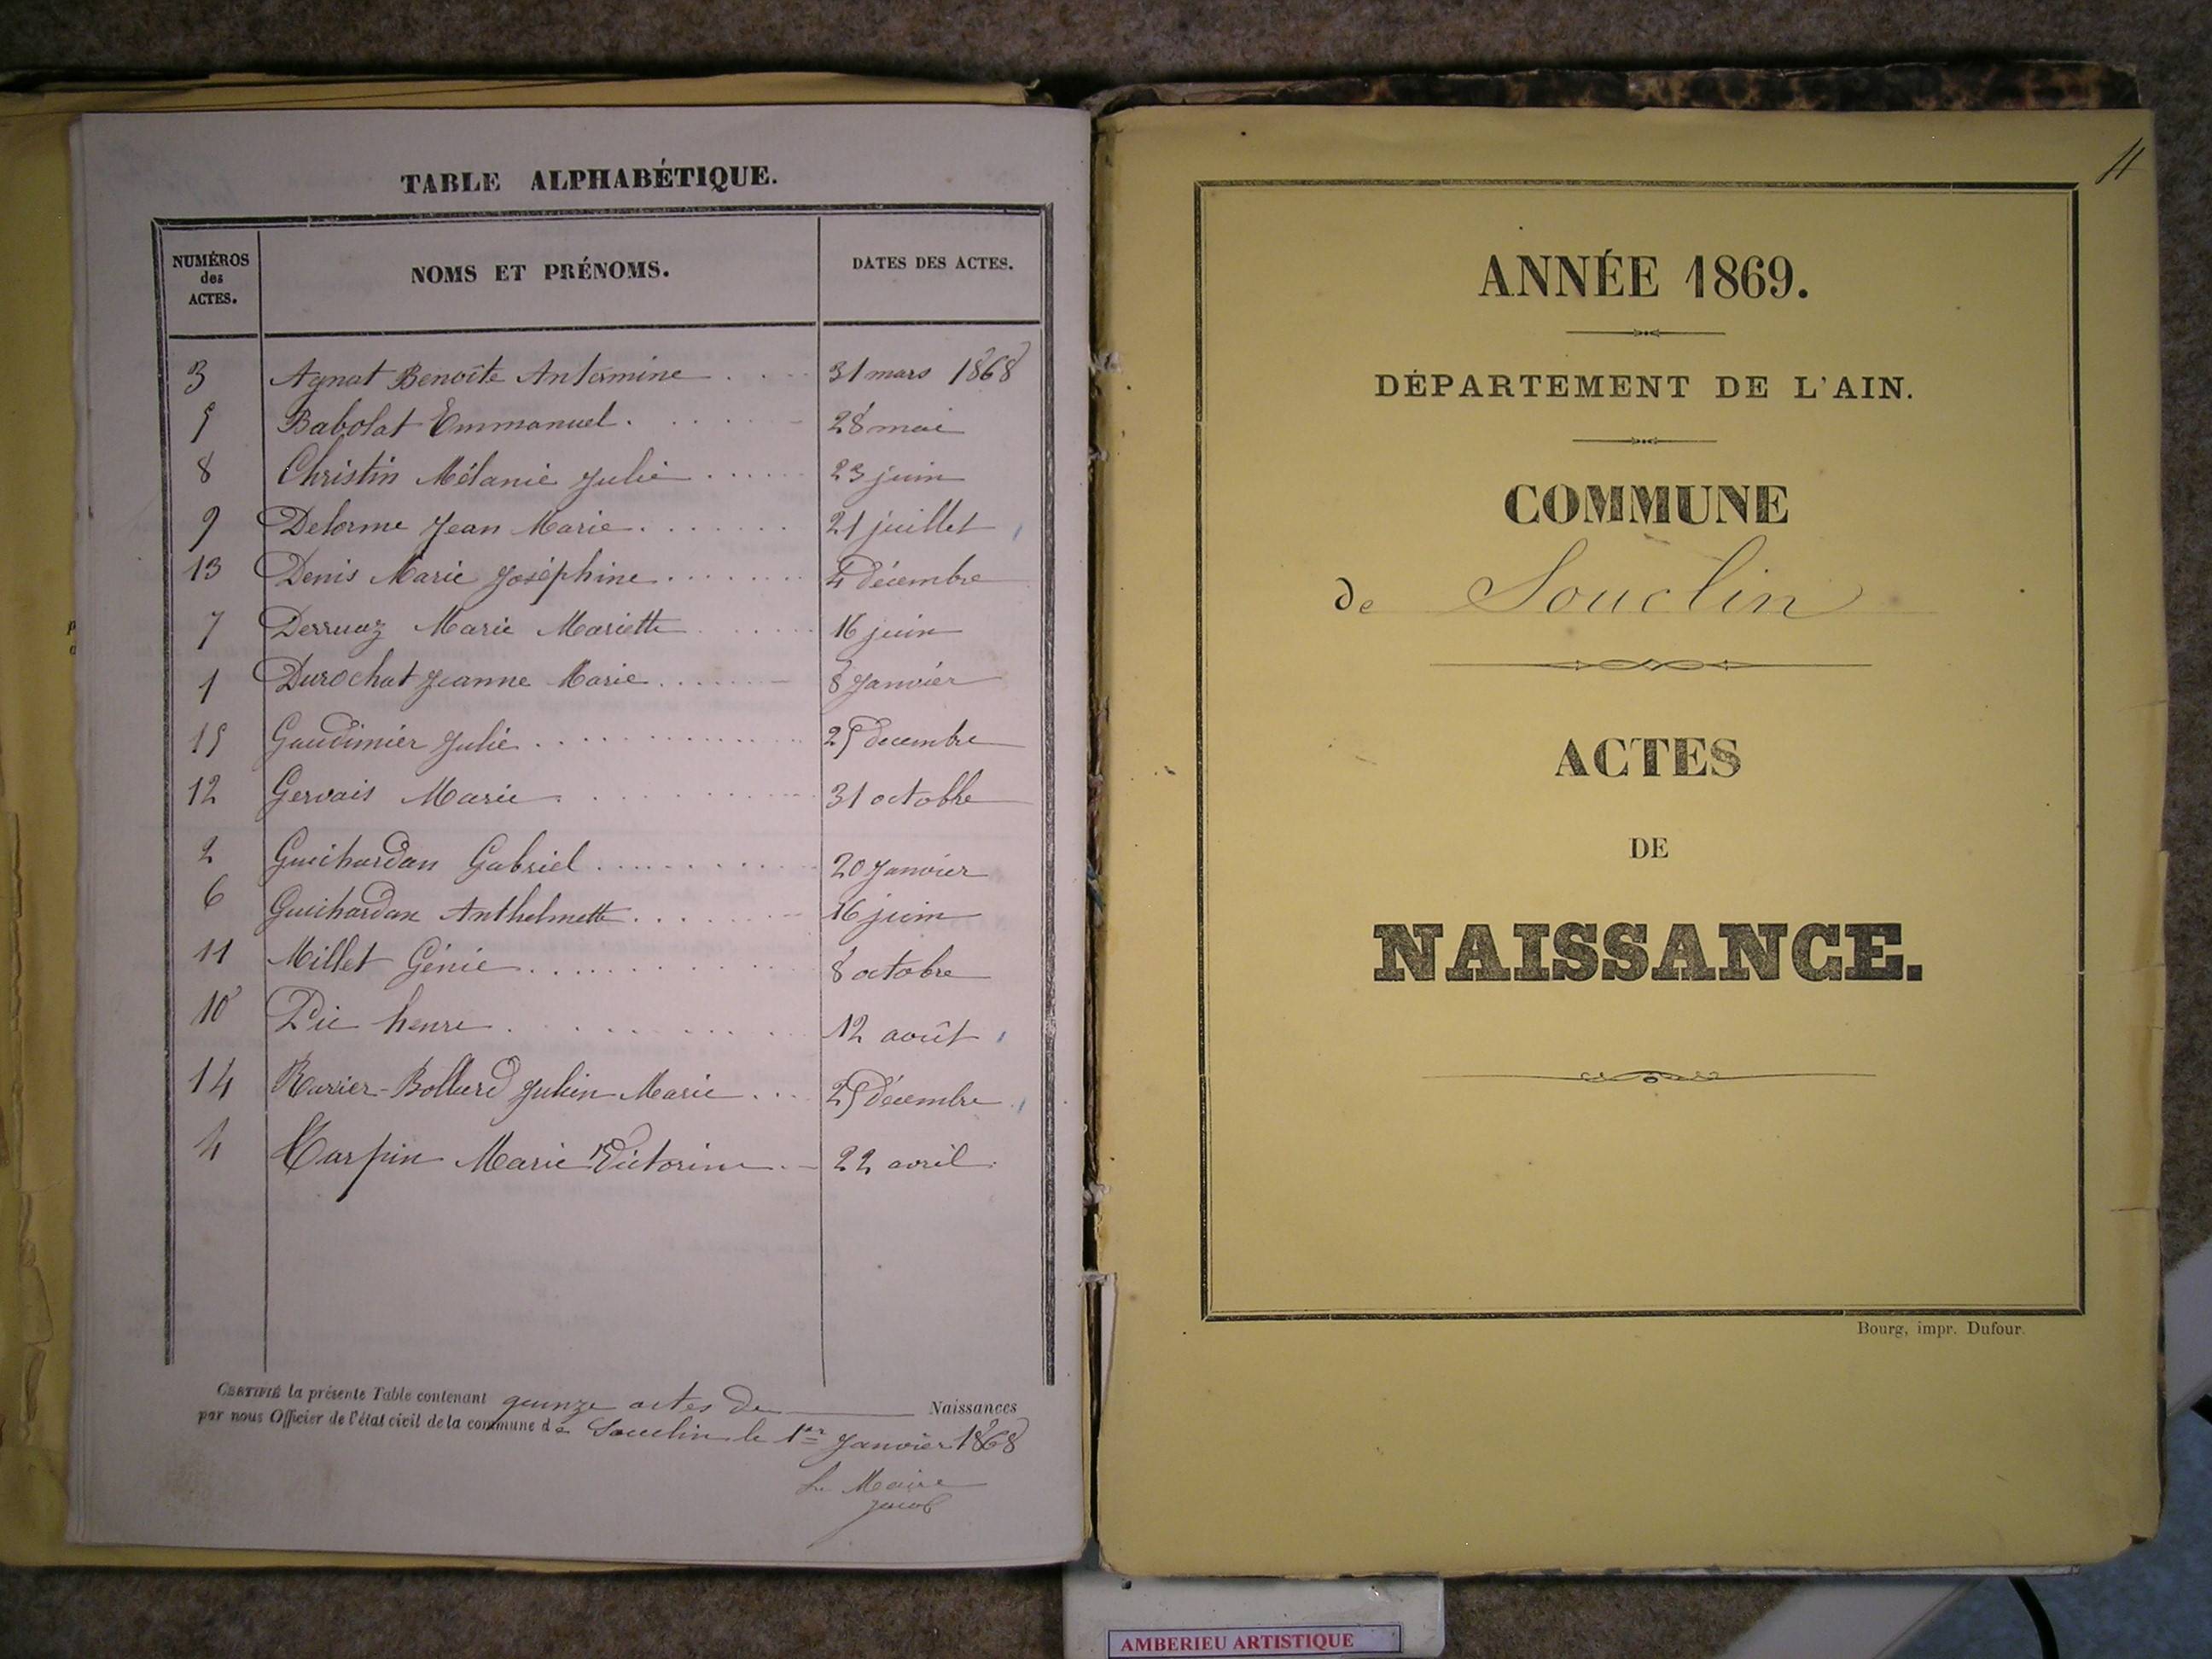 TABLE ALPHABÉTIQUE.
NUMÉROS des ACTES. NOMS ET PRÉNOMS. DATES DES ACTES.
3 Agnat Benoîte Antermine 31 mars 1868
5 Babolat Emmanuel 28 mai
8 Christin Mélanie Julie 23 juin
9 Delorme Jean Marie 21 juillet
13 Denis Marie Joséphine 4 décembre
7 Derruaz Marie Mariette 16 juin
1 Durochat Jeanne Marie 8 Janvier
15 Gaudimier Julie 25 decembre
12 Gervais Marie 31 octobre
2 Guichardan Gabriel 20 Janvier
6 Guichardan Anthelmette 16 juin
11 Millet Génie 8 octobre
10 Pic henri 12 août
14 Julien Marie 25 décembre
4 Tarpin Marie Victorine 22 avril
CERTIFIÉ la présente Table contenant quinze actes de Naissances
par nous Officier de l'état civil de la commune de Souclin le 1er Janvier 1868
Le Maire
Jacob
11
ANNÉE 1869.
DÉPARTEMENT DE L'AIN.
COMMUNE
de Souclin
ACTES
DE
NAISSANCE.
Bourg, impr. Dufour.
AMBERIEU ARTISTIQUE